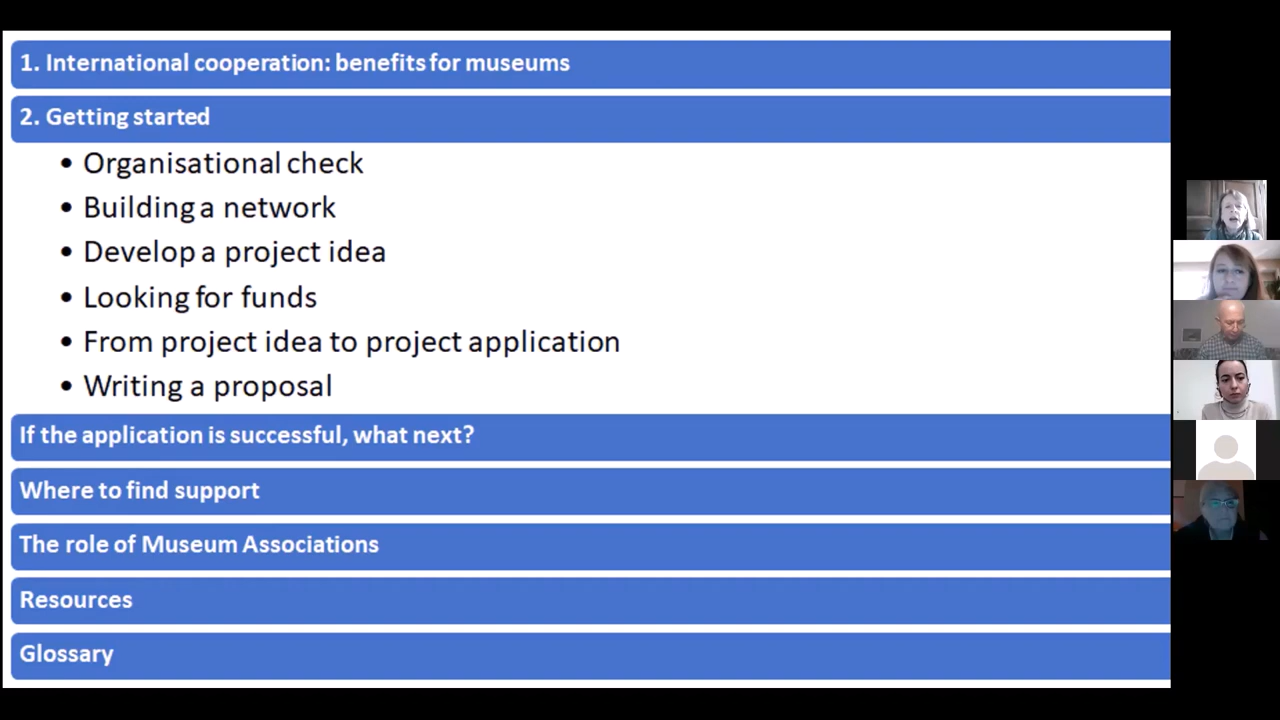 1. International cooperation: benefits for museums
2. Getting started
• Organisational check
• Building a network
• Develop a project idea
• Looking for funds
• From project idea to project application
• Writing a proposal
If the application is successful, what next?
Where to find support
The role of Museum Associations
Resources
Glossary